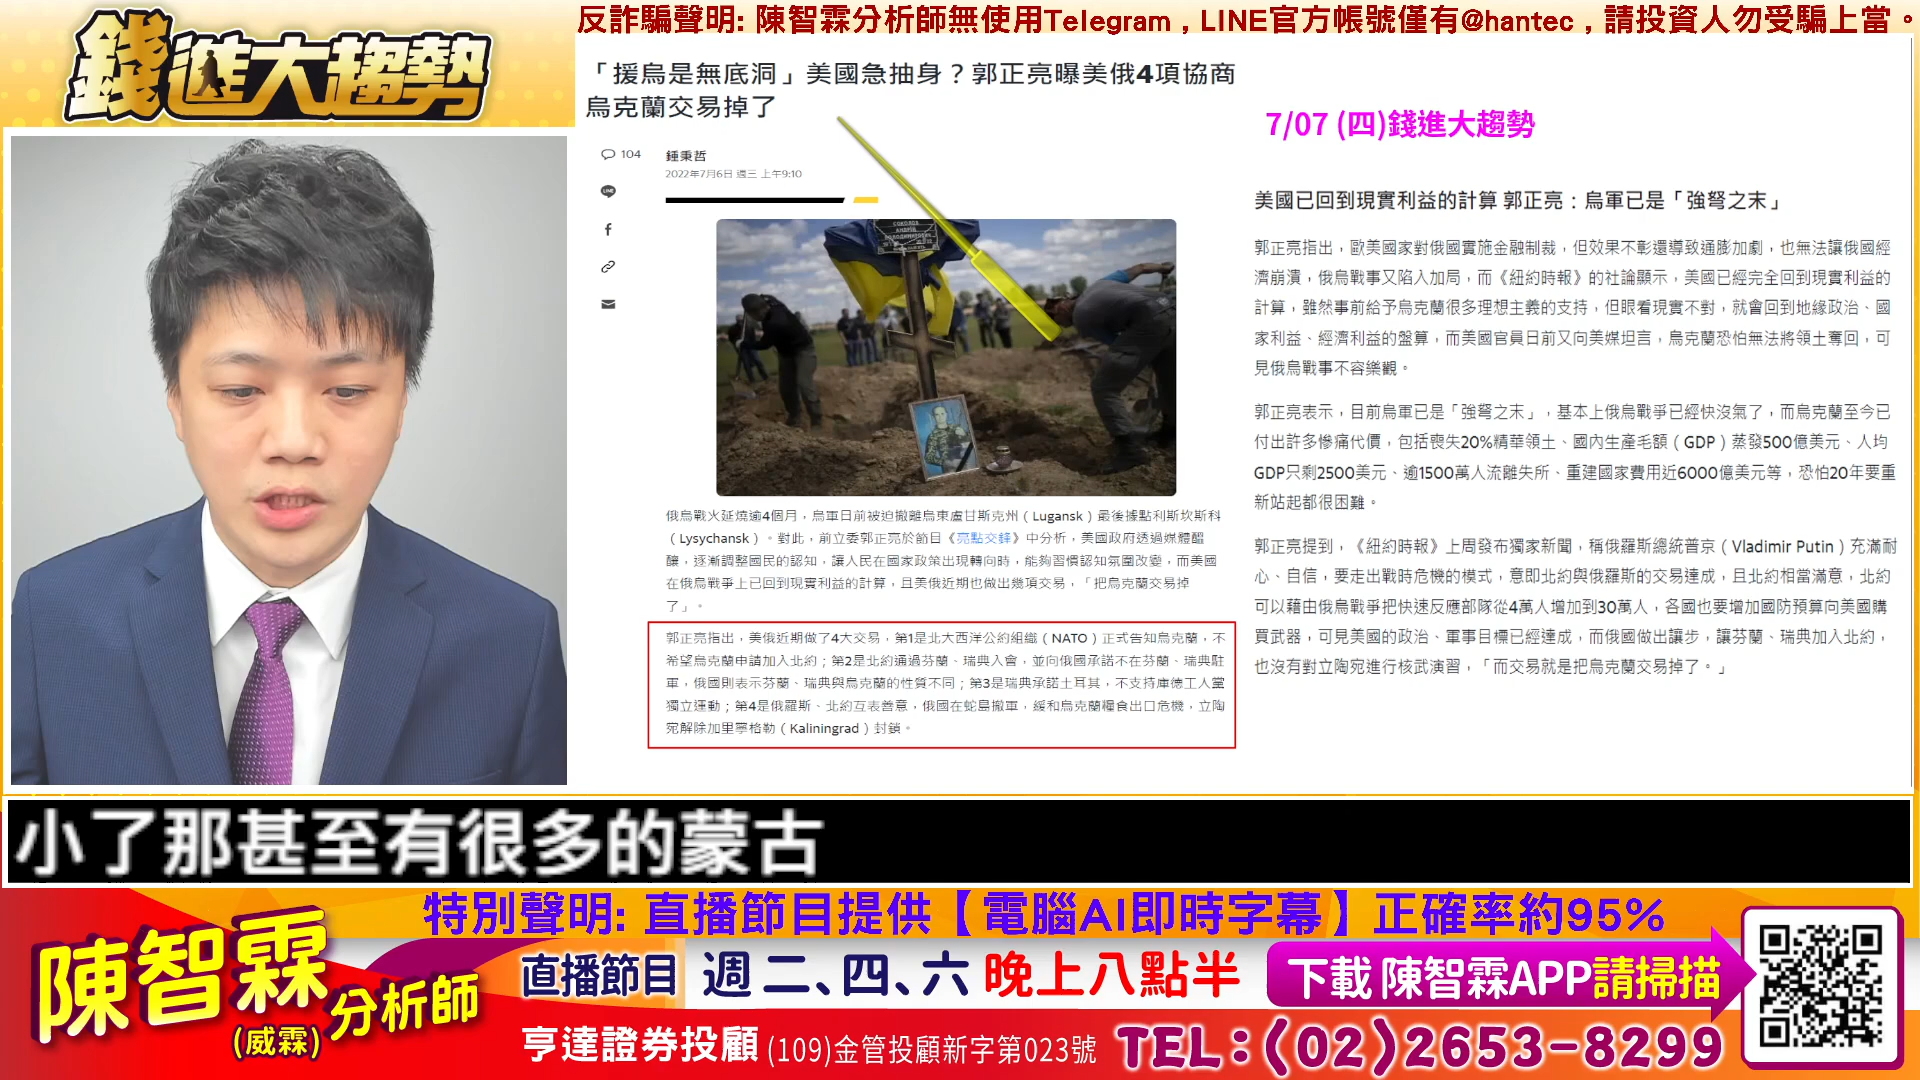 反詐騙聲明: 陳智霖分析師無使用Telegram , LINE官方帳號僅有@hantec , 請投資人勿受騙上當。
錢進大趨勢
「援烏是無底洞」美國急抽身？郭正亮曝美俄4項協商
烏克蘭交易掉了
104
鍾秉哲
2022年7月6日 週三 上午9:10
俄烏戰火延燒逾4個月，烏軍日前被迫撤離烏東盧甘斯克州（Lugansk）最後據點利斯坎斯科
（Lysychansk）。對此，前立委郭正亮於節目《亮點交鋒》中分析，美國政府透過媒體醞
釀，逐漸調整國民的認知，讓人民在國家政策出現轉向時，能夠習慣認知氛圍改變，而美國
在俄烏戰爭上已回到現實利益的計算，且美俄近期也做出幾項交易，「把烏克蘭交易掉
了」。
郭正亮指出，美俄近期做了4大交易，第1是北大西洋公約組織（NATO）正式告知烏克蘭，不
希望烏克蘭申請加入北約；第2是北約通過芬蘭、瑞典入會，並向俄國承諾不在芬蘭、瑞典駐
軍，俄國則表示芬蘭、瑞典與烏克蘭的性質不同；第3是瑞典承諾土耳其，不支持庫德工人黨
獨立運動；第4是俄羅斯、北約互表善意，俄國在蛇島撤軍，緩和烏克蘭糧食出口危機，立陶
宛解除加里寧格勒（Kaliningrad）封鎖。
7/07 (四)錢進大趨勢
美國已回到現實利益的計算 郭正亮：烏軍已是「強弩之末」
郭正亮指出，歐美國家對俄國實施金融制裁，但效果不彰還導致通膨加劇，也無法讓俄國經
濟崩潰，俄烏戰事又陷入加局，而《紐約時報》的社論顯示，美國已經完全回到現實利益的
計算，雖然事前給予烏克蘭很多理想主義的支持，但眼看現實不對，就會回到地緣政治、國
家利益、經濟利益的盤算，而美國官員日前又向美媒坦言，烏克蘭恐怕無法將領土奪回，可
見俄烏戰事不容樂觀。
郭正亮表示，目前烏軍已是「強弩之末」，基本上俄烏戰爭已經快沒氣了，而烏克蘭至今已
付出許多慘痛代價，包括喪失20%精華領土、國內生產毛額（GDP）蒸發500億美元、人均
GDP只剩2500美元、逾1500萬人流離失所、重建國家費用近6000億美元等，恐怕20年要重
新站起都很困難。
郭正亮提到，《紐約時報》上周發布獨家新聞，稱俄羅斯總統普京（Vladimir Putin）充滿耐
心、自信，要走出戰時危機的模式，意即北約與俄羅斯的交易達成，且北約相當滿意，北約
可以藉由俄烏戰爭把快速反應部隊從4萬人增加到30萬人，各國也要增加國防預算向美國購
買武器，可見美國的政治、軍事目標已經達成，而俄國做出讓步，讓芬蘭、瑞典加入北約，
也沒有對立陶宛進行核武演習，「而交易就是把烏克蘭交易掉了。」
小了那甚至有很多的蒙古
特別聲明: 直播節目提供【電腦AI即時字幕】正確率約95%
陳智霖分析師
(威霖)
直播節目 週二、四、六 晚上八點半
下載 陳智霖APP請掃描
亨達證券投顧 (109)金管投顧新字第023號 TEL:(02)2653-8299